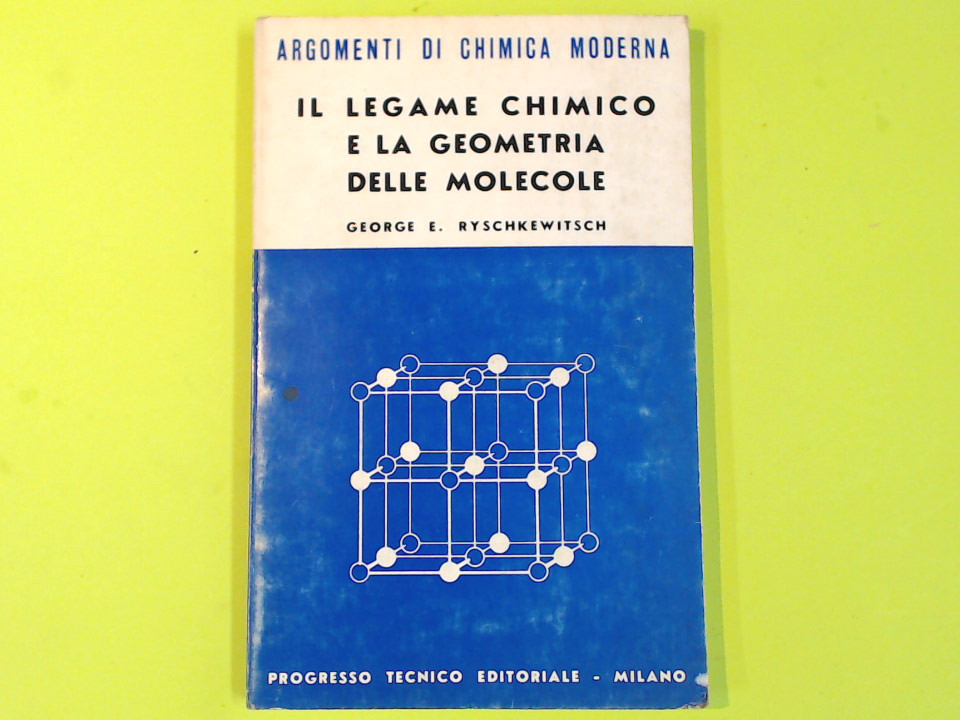 ARGOMENTI DI CHIMICA MODERNA
IL LEGAME CHIMICO
E LA GEOMETRIA
DELLE MOLECOLE
GEORGE E. RYSCHKEWITSCH
PROGRESSO TECNICO EDITORIALE - MILANO